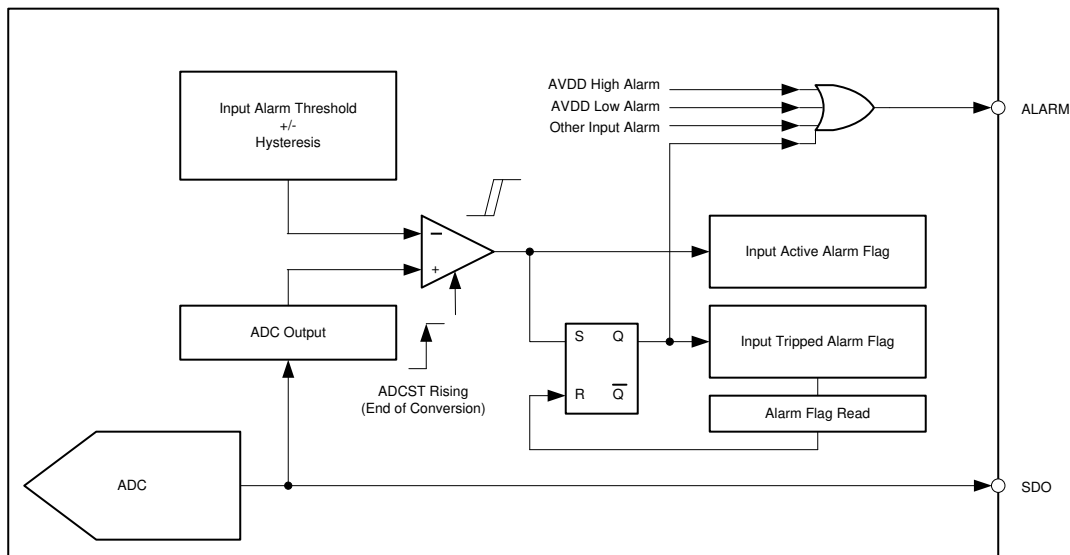 Input Alarm Threshold
+/-
Hysteresis
AVDD High Alarm
AVDD Low Alarm
Other Input Alarm
ALARM
−
+
Input Active Alarm Flag
ADC Output
ADCST Rising
(End of Conversion)
S Q
R Q̅
Input Tripped Alarm Flag
Alarm Flag Read
ADC
SDO